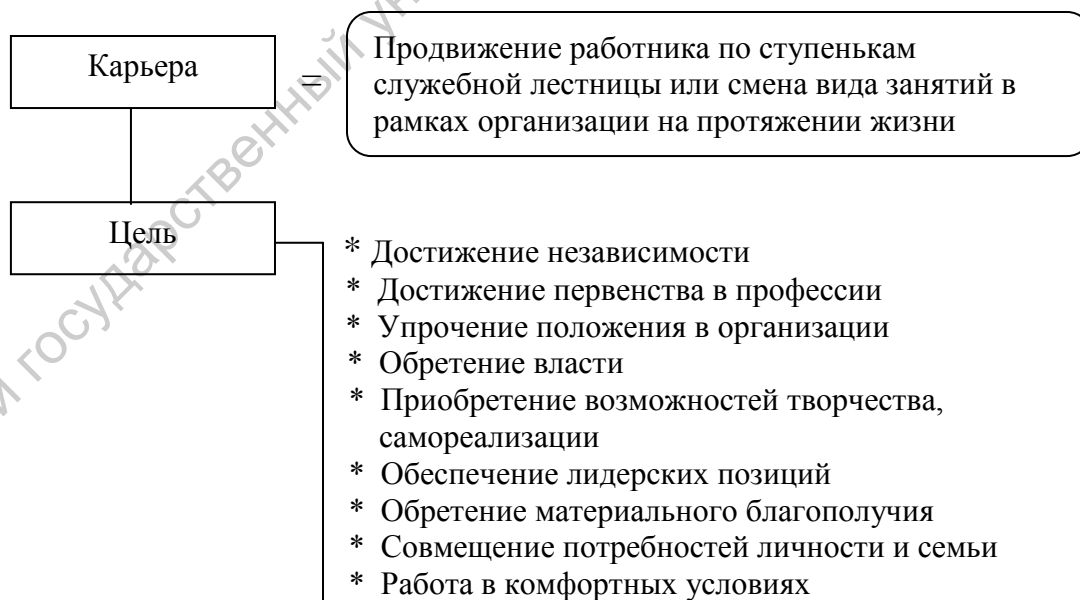 Карьера
=
Продвижение работника по ступенькам
служебной лестницы или смена вида занятий в
рамках организации на протяжении жизни
Цель
* Достижение независимости
* Достижение первенства в профессии
* Упрочение положения в организации
* Обретение власти
* Приобретение возможностей творчества,
самореализации
* Обеспечение лидерских позиций
* Обретение материального благополучия
* Совмещение потребностей личности и семьи
* Работа в комфортных условиях
государственный